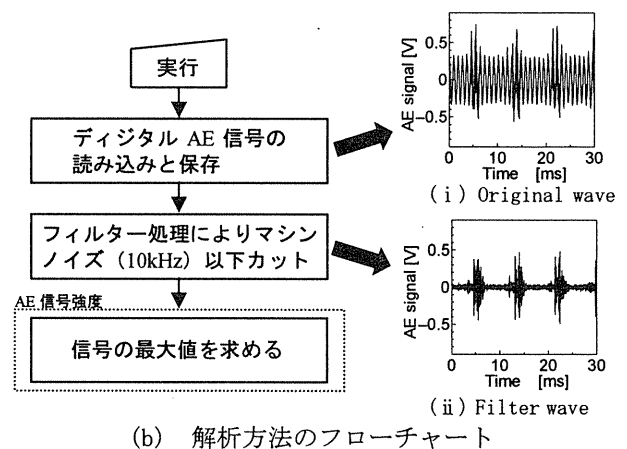 実行
ディジタル AE 信号の
読み込みと保存
フィルター処理によりマシン
ノイズ (10kHz) 以下カット
AE 信号強度
信号の最大値を求める
AE signal [V]
0.5
0
-0.5
0 10 20 30
Time [ms]
(ⅰ) Original wave
AE signal [V]
0.5
0
-0.5
0 10 20 30
Time [ms]
(ⅱ) Filter wave
(b) 解析方法のフローチャート